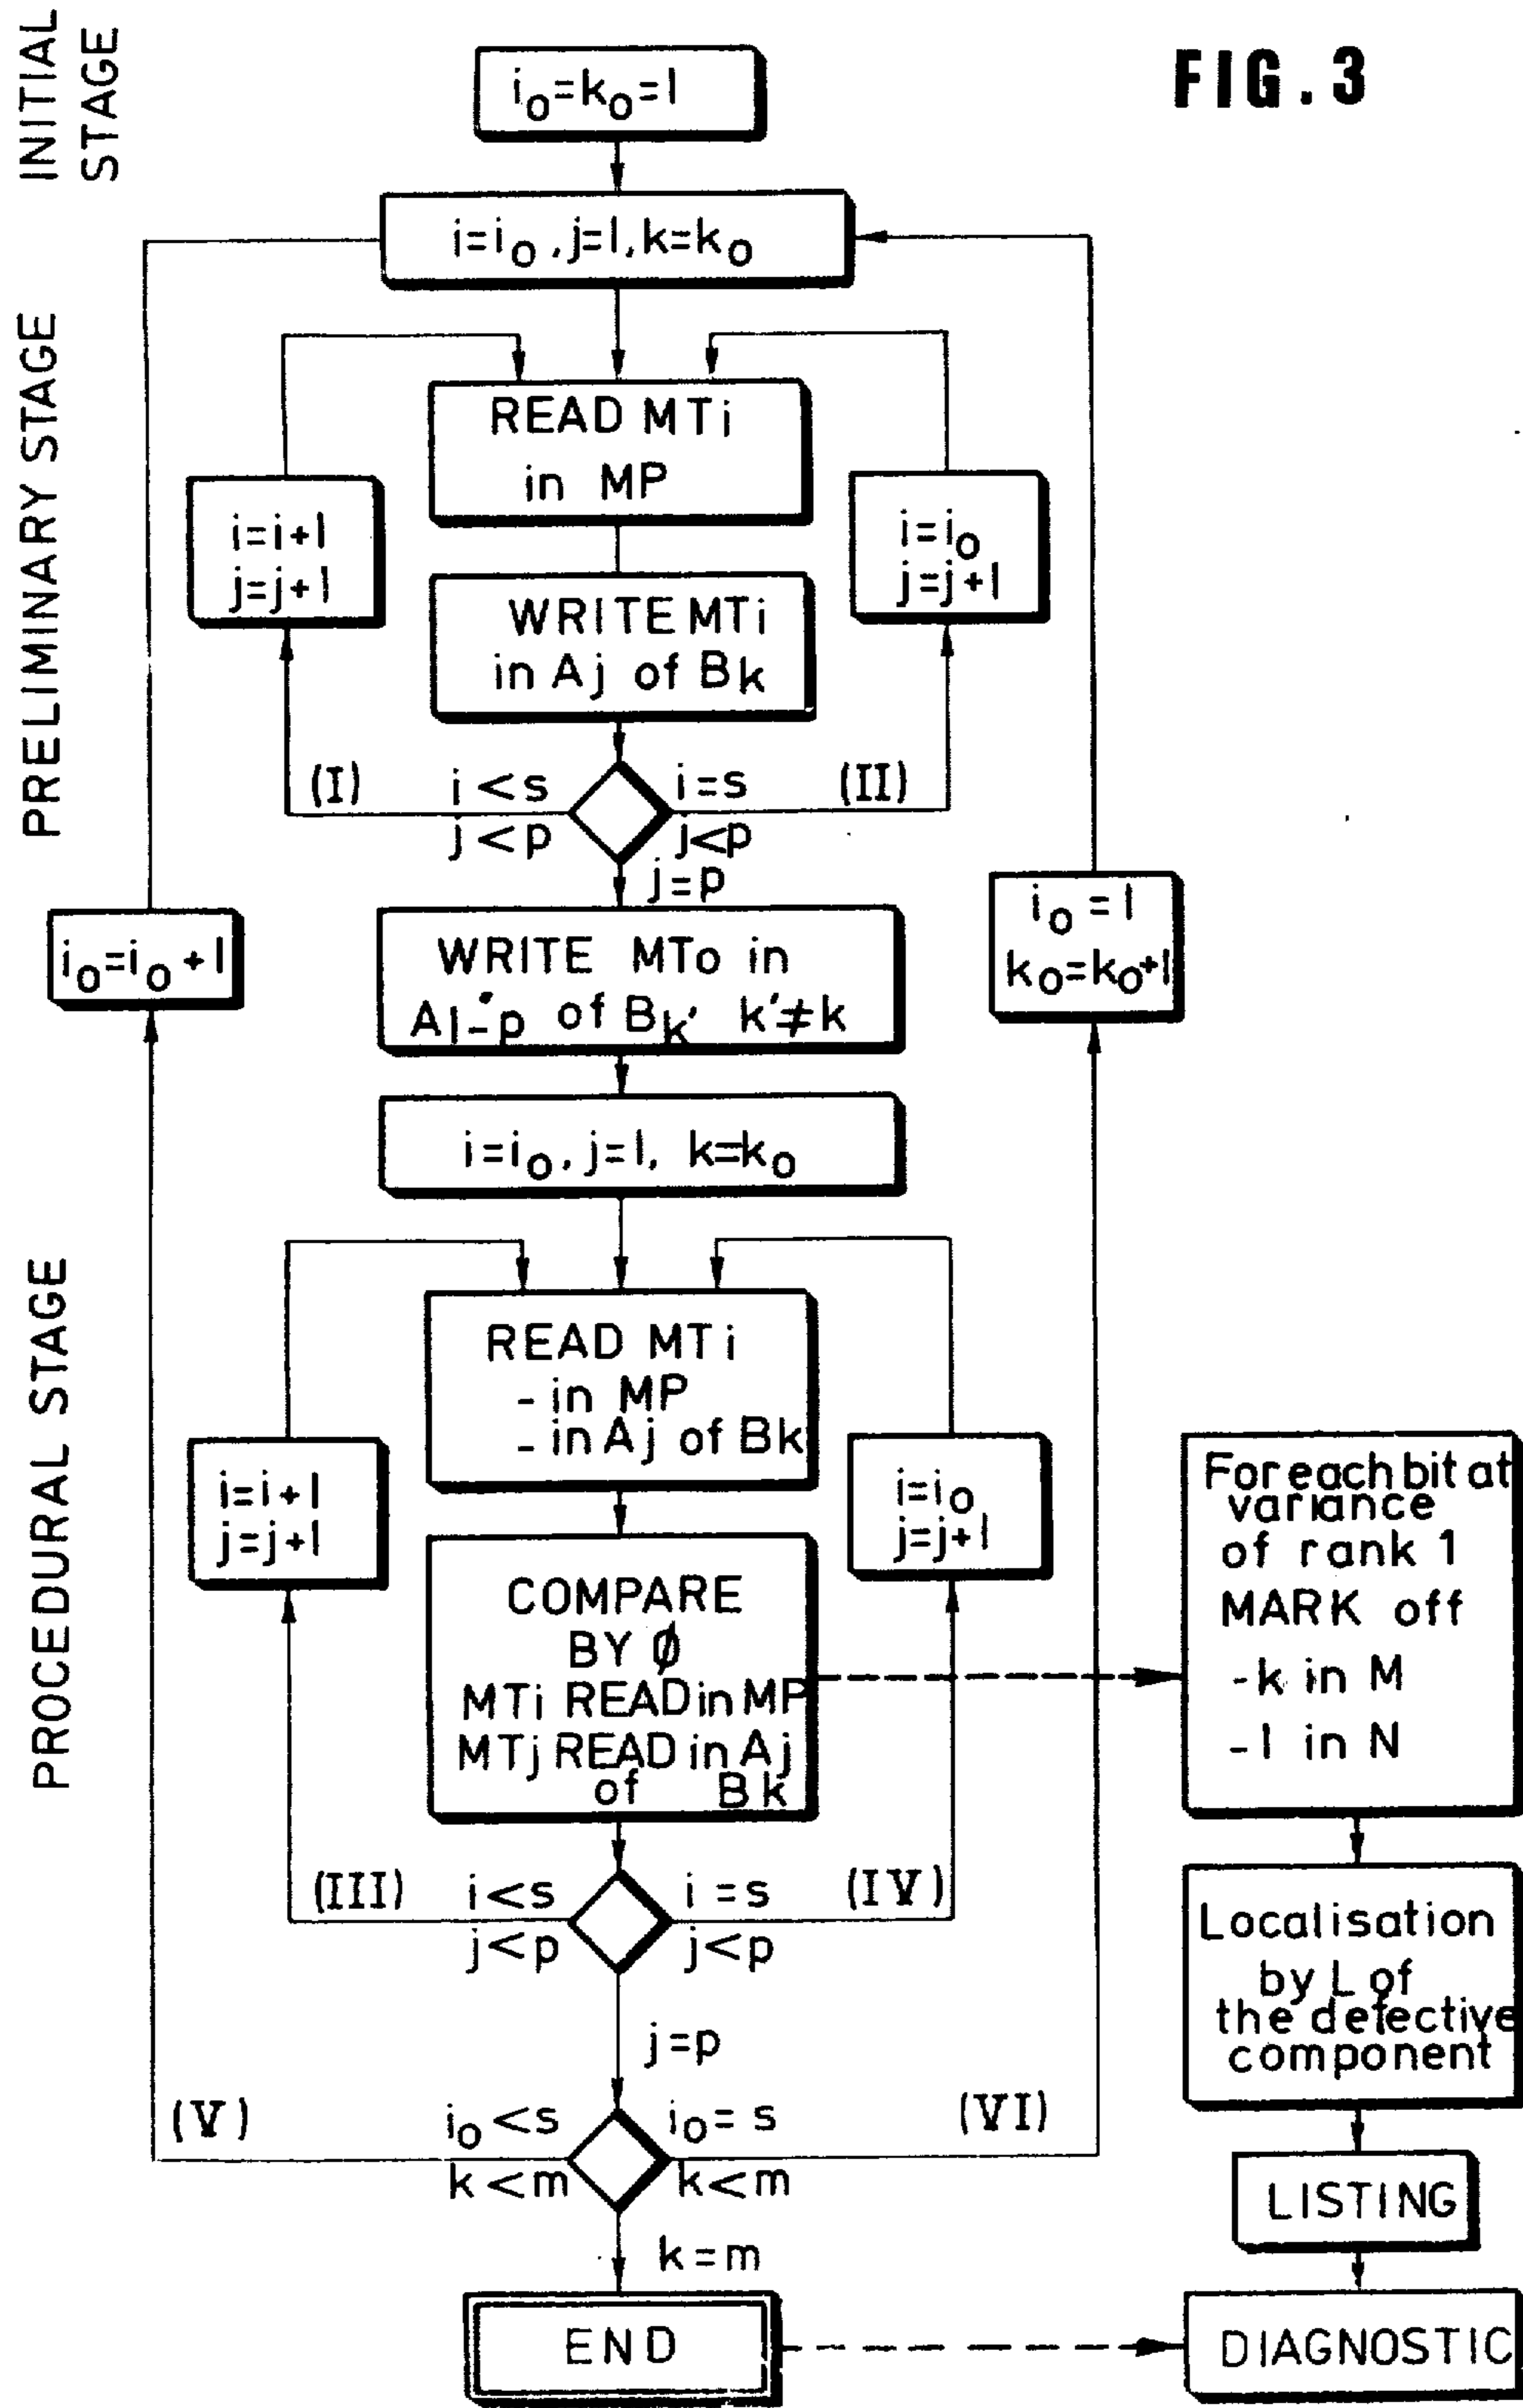 FIG. 3
INITIAL
STAGE
i₀=k₀=1
i=i₀, j=1, k=k₀
PRELIMINARY STAGE
READ MTi
in MP
i=i+1
j=j+1
i=i₀
j=j+1
WRITE MTi
in Aj of Bk
(I)
i<s
j<p
i=s
j<p
(II)
j=p
i₀=i₀+1
i₀=1
k₀=k₀+1
WRITE MTo in
A1-p of Bk' k'≠k
i=i₀, j=1, k=k₀
PROCEDURAL STAGE
READ MTi
- in MP
- in Aj of Bk
i=i+1
j=j+1
i=i₀
j=j+1
COMPARE
BY ∅
MTi READ in MP
MTj READ in Aj
of Bk
For each bit at
variance
of rank 1
MARK off
-k in M
-1 in N
(III)
i<s
j<p
i=s
j<p
(IV)
Localisation
by L of
the defective
component
j=p
(V)
i₀<s
k<m
i₀=s
k<m
(VI)
LISTING
k=m
END
DIAGNOSTIC